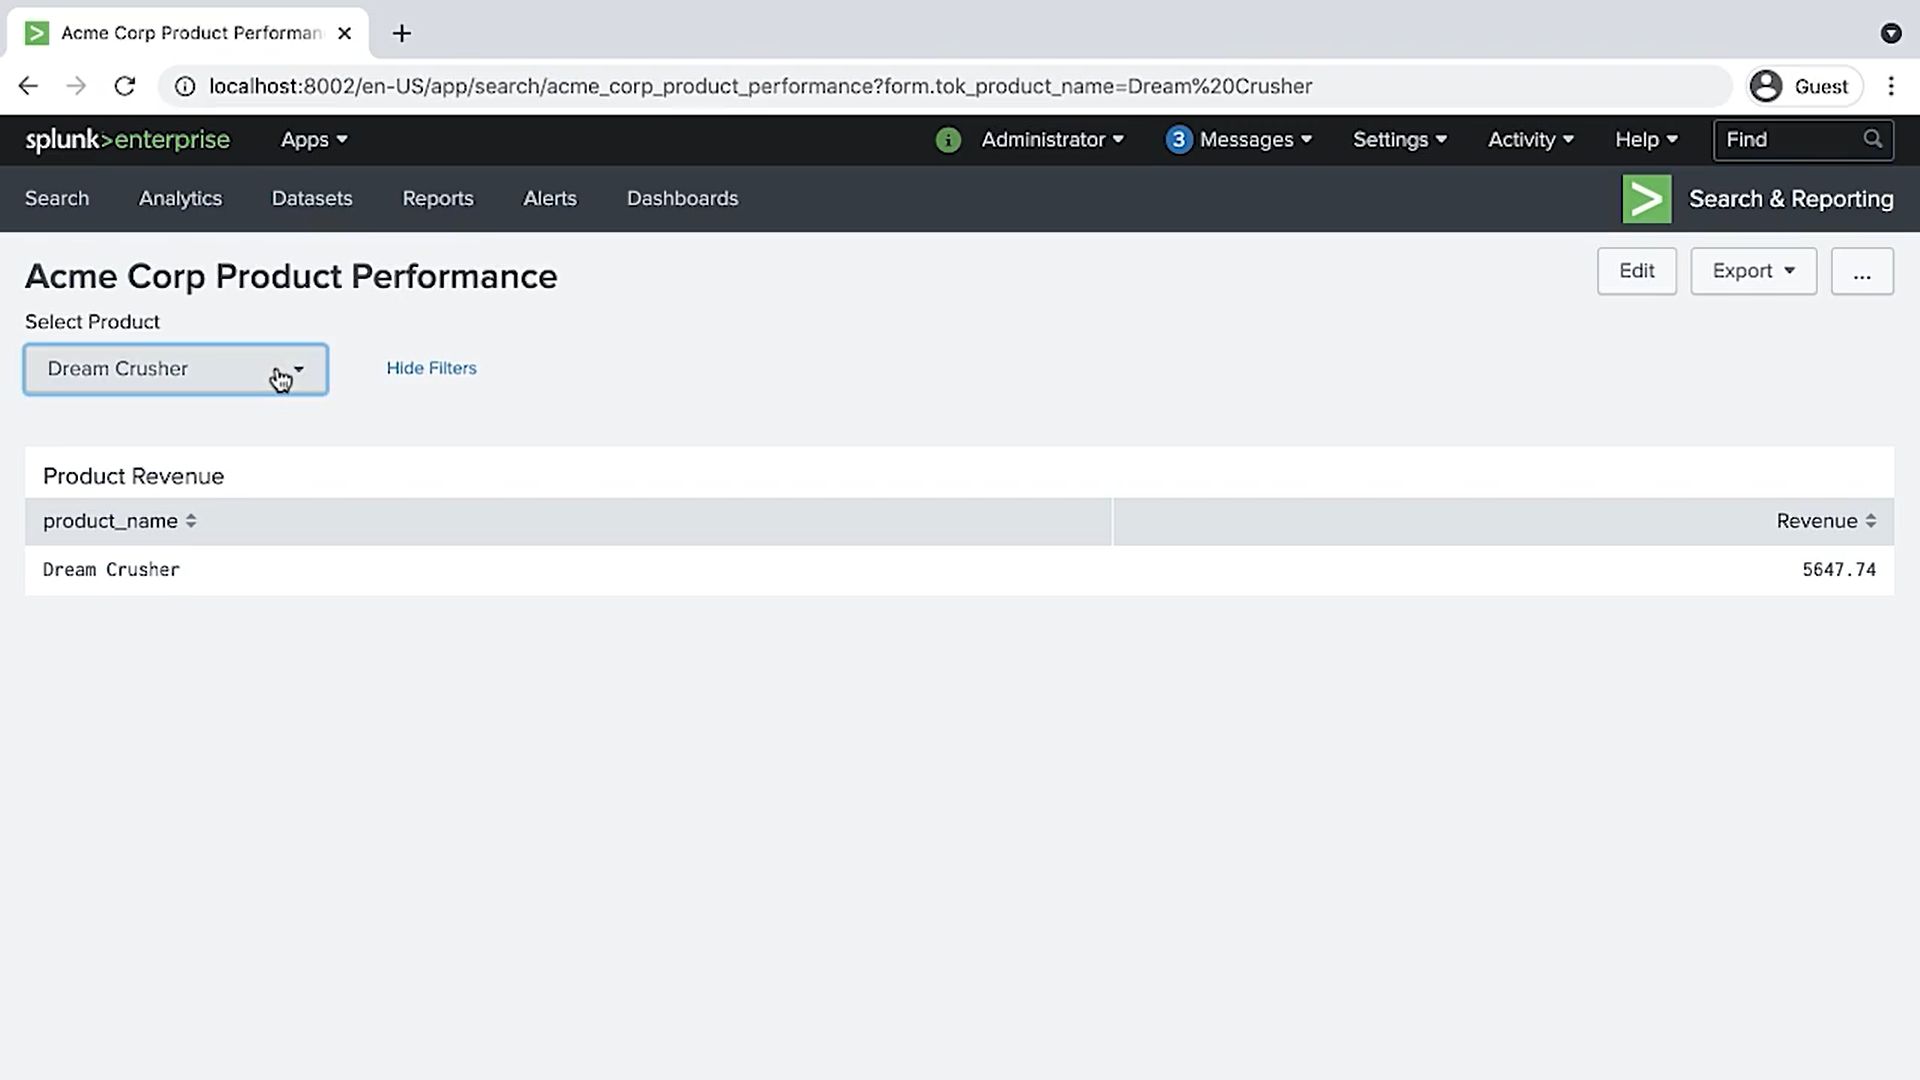 Acme Corp Product Performan
localhost:8002/en-US/app/search/acme_corp_product_performance?form.tok_product_name=Dream%20Crusher
Guest
splunk>enterprise Apps Administrator 3 Messages Settings Activity Help Find
Search Analytics Datasets Reports Alerts Dashboards Search & Reporting
Acme Corp Product Performance
Edit Export ...
Select Product
Dream Crusher Hide Filters
Product Revenue
product_name Revenue
Dream Crusher 5647.74